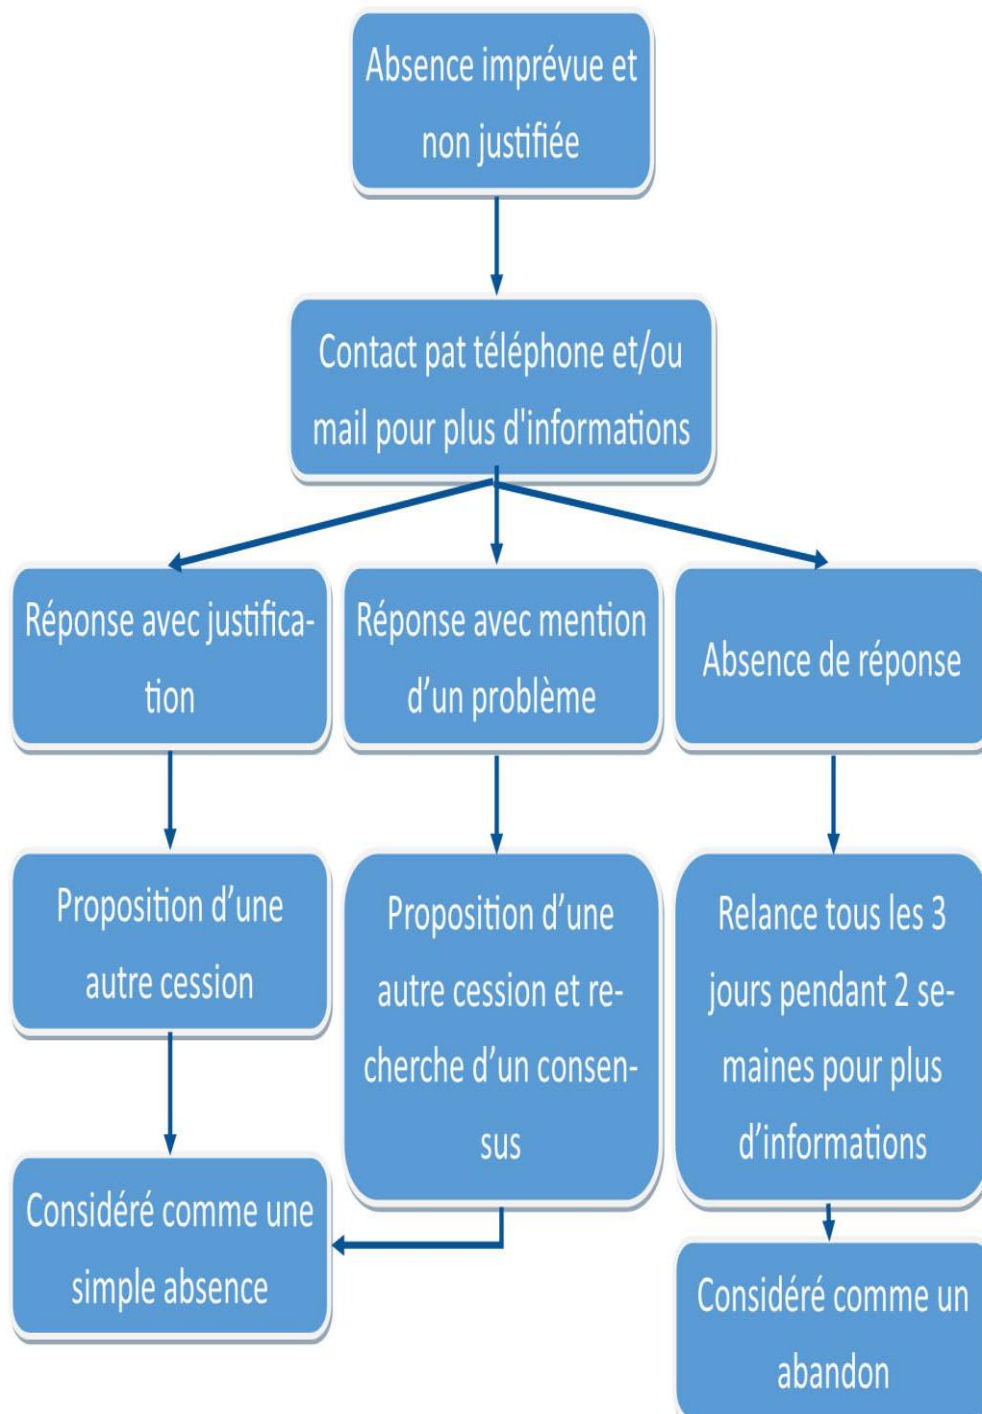 Absence imprévue et
non justifiée
Contact pat téléphone et/ou
mail pour plus d'informations
Réponse avec justifica-
tion
Réponse avec mention
d’un problème
Absence de réponse
Proposition d’une
autre cession
Proposition d’une
autre cession et re-
cherche d’un consen-
sus
Relance tous les 3
jours pendant 2 se-
maines pour plus
d’informations
Considéré comme une
simple absence
Considéré comme un
abandon